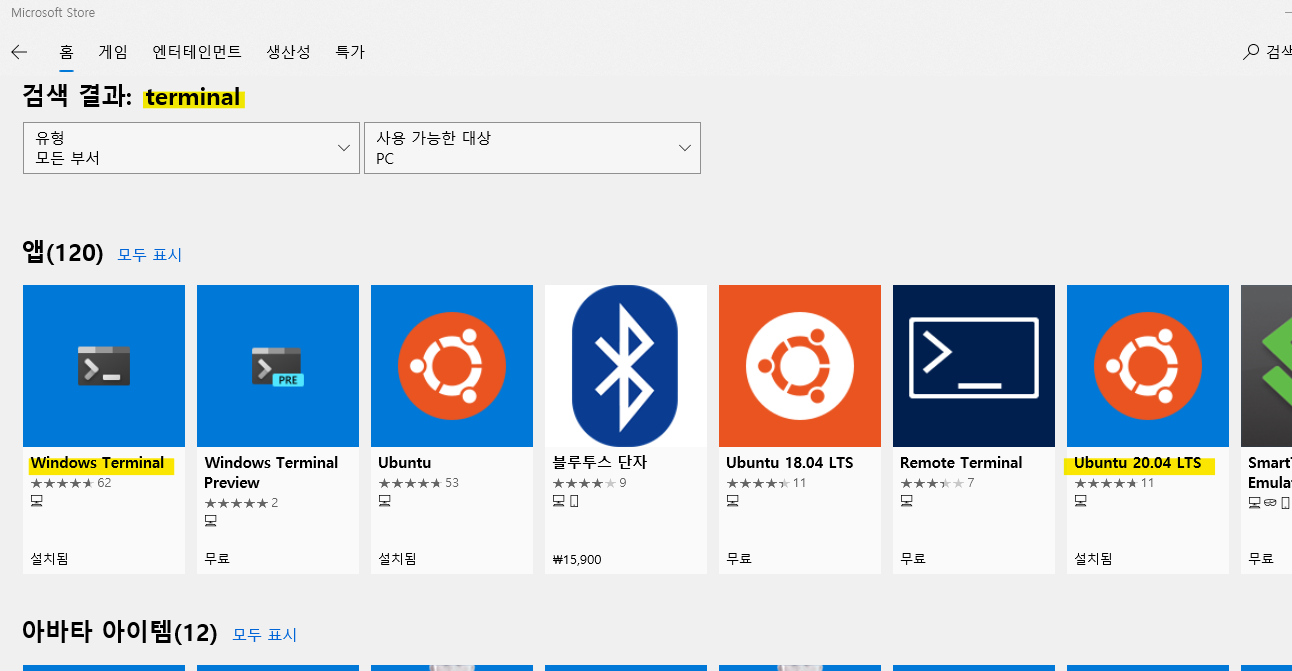 Microsoft Store
홈 게임 엔터테인먼트 생산성 특가
검색
검색 결과: terminal
유형
모든 부서
사용 가능한 대상
PC
앱(120) 모두 표시
PRE
Windows Terminal
62
설치됨
Windows Terminal
Preview
2
무료
Ubuntu
53
설치됨
블루투스 단자
9
₩15,900
Ubuntu 18.04 LTS
11
무료
Remote Terminal
7
무료
Ubuntu 20.04 LTS
11
설치됨
Smart
Emula
무료
아바타 아이템(12) 모두 표시